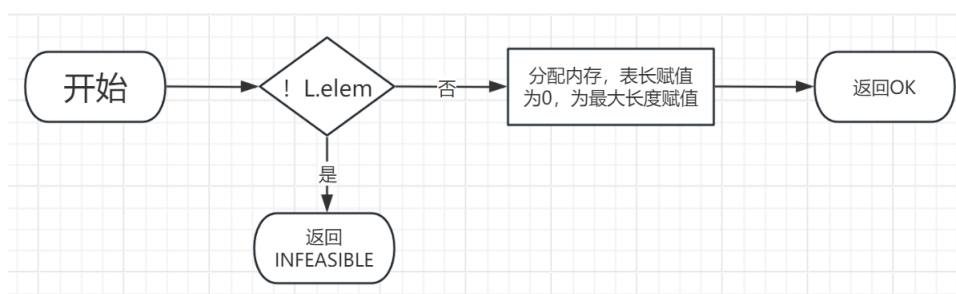 开始
！L.elem
否
分配内存，表长赋值
为0，为最大长度赋值
返回OK
是
返回
INFEASIBLE